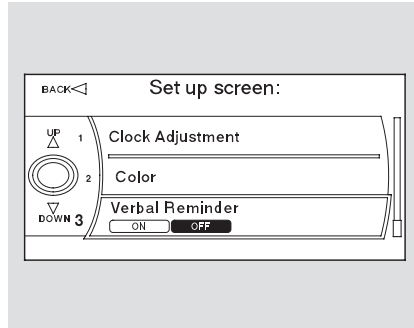 BACK Set up screen:
UP 1 Clock Adjustment
2 Color
Verbal Reminder
DOWN 3 ON OFF